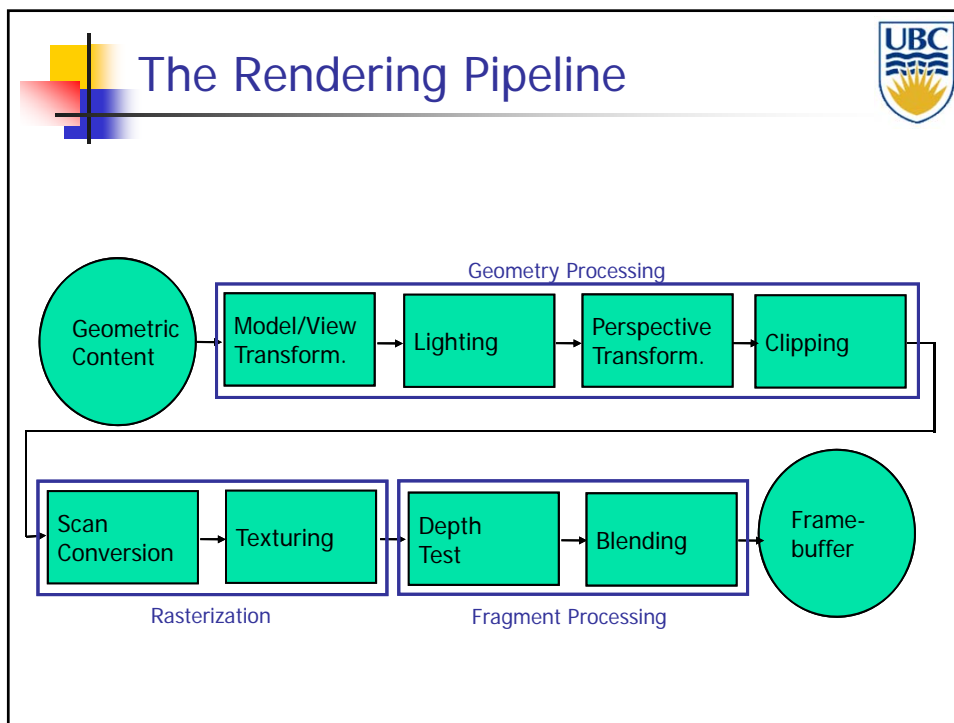 The Rendering Pipeline
UBC
Geometry Processing
Geometric
Content
Model/View
Transform.
Lighting
Perspective
Transform.
Clipping
Scan
Conversion
Texturing
Depth
Test
Blending
Frame-
buffer
Rasterization
Fragment Processing